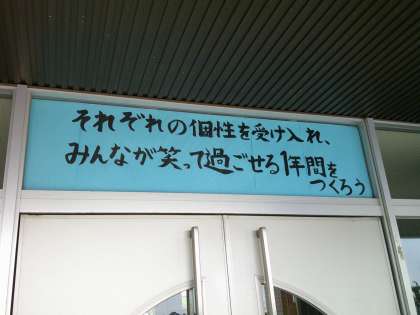 それぞれの個性を受け入れ、
みんなが笑って過ごせる1年間を
つくろう